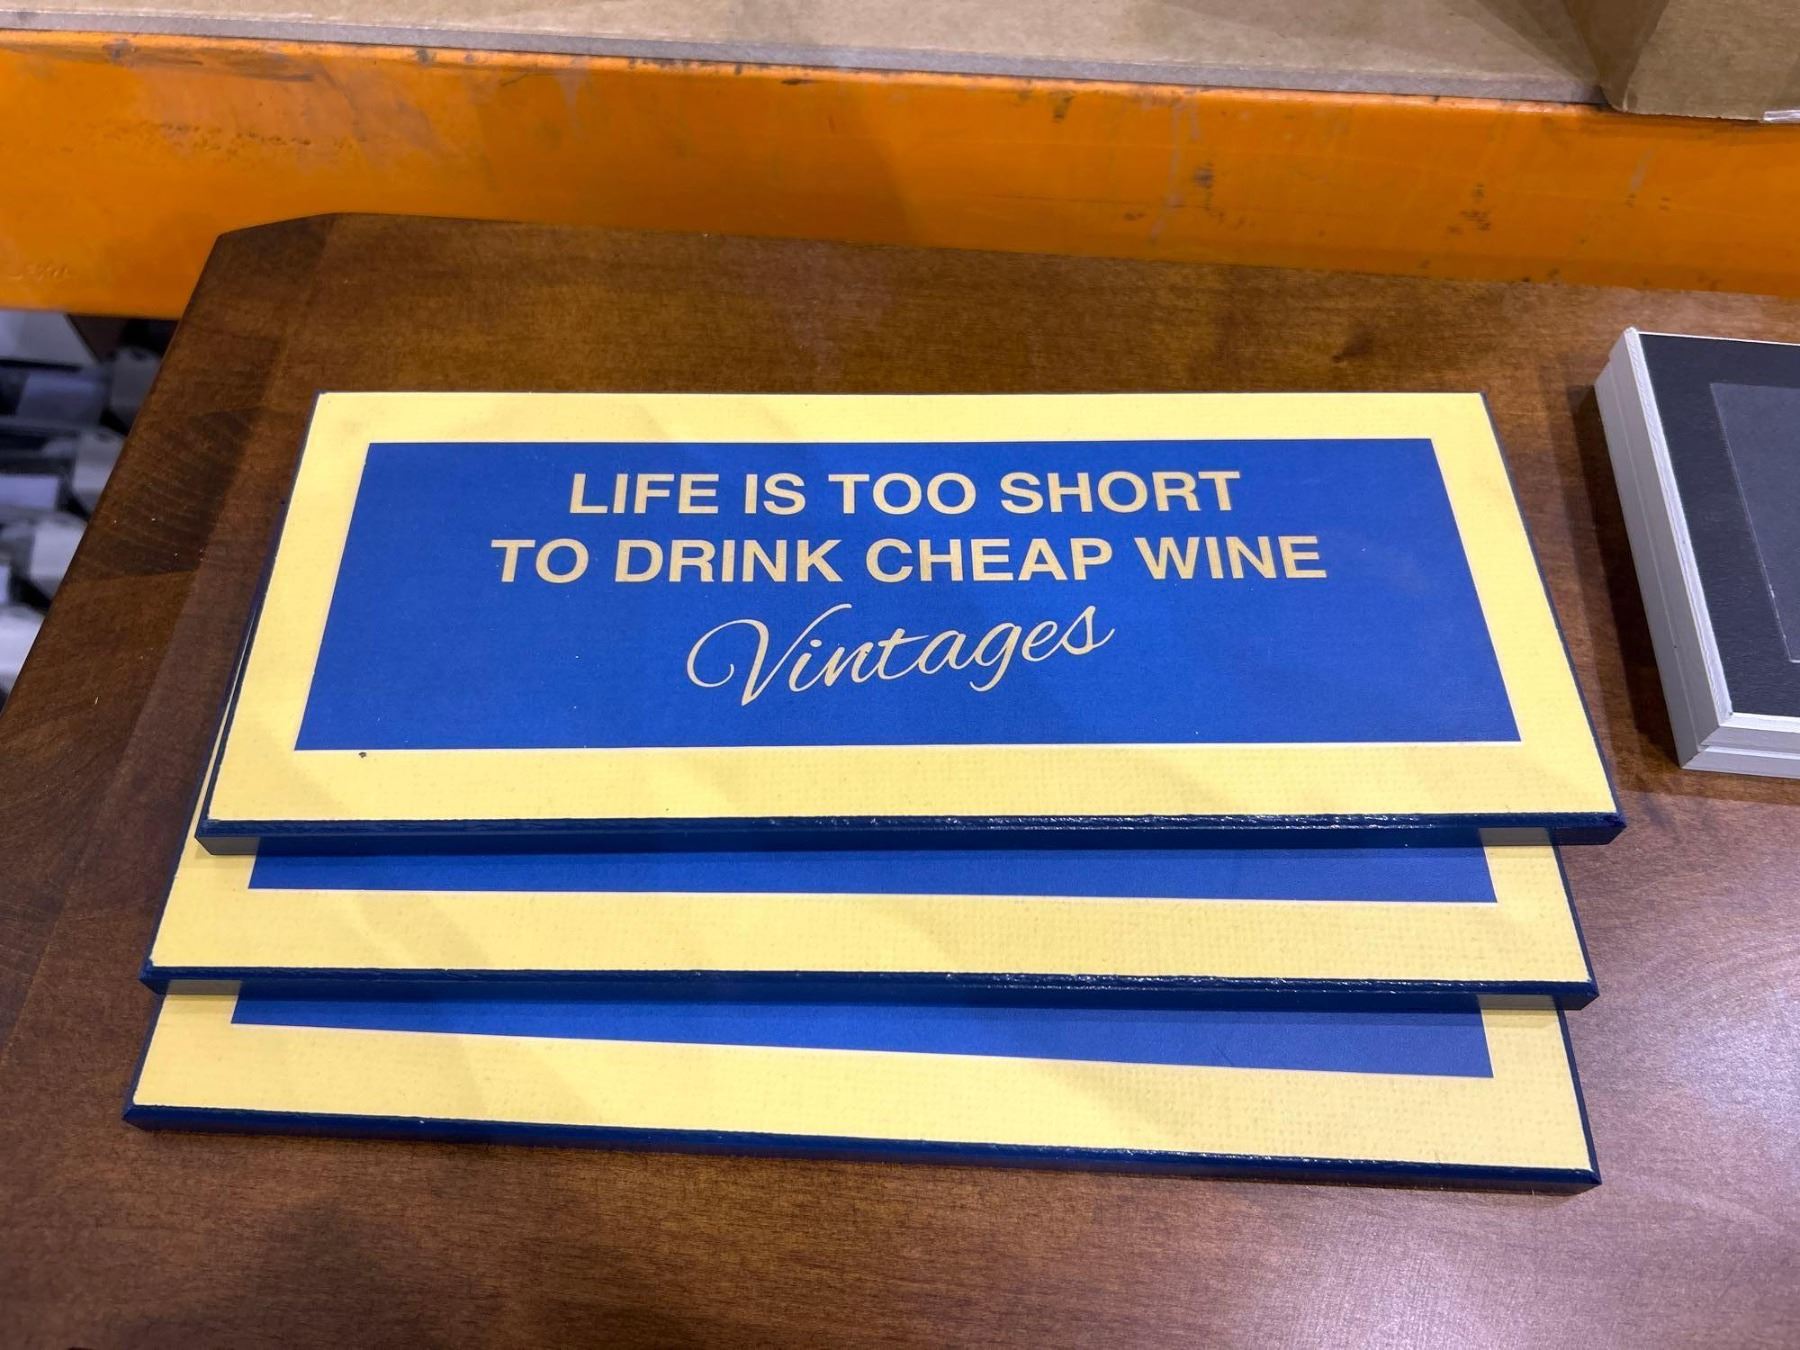 LIFE IS TOO SHORT
TO DRINK CHEAP WINE
Vintages